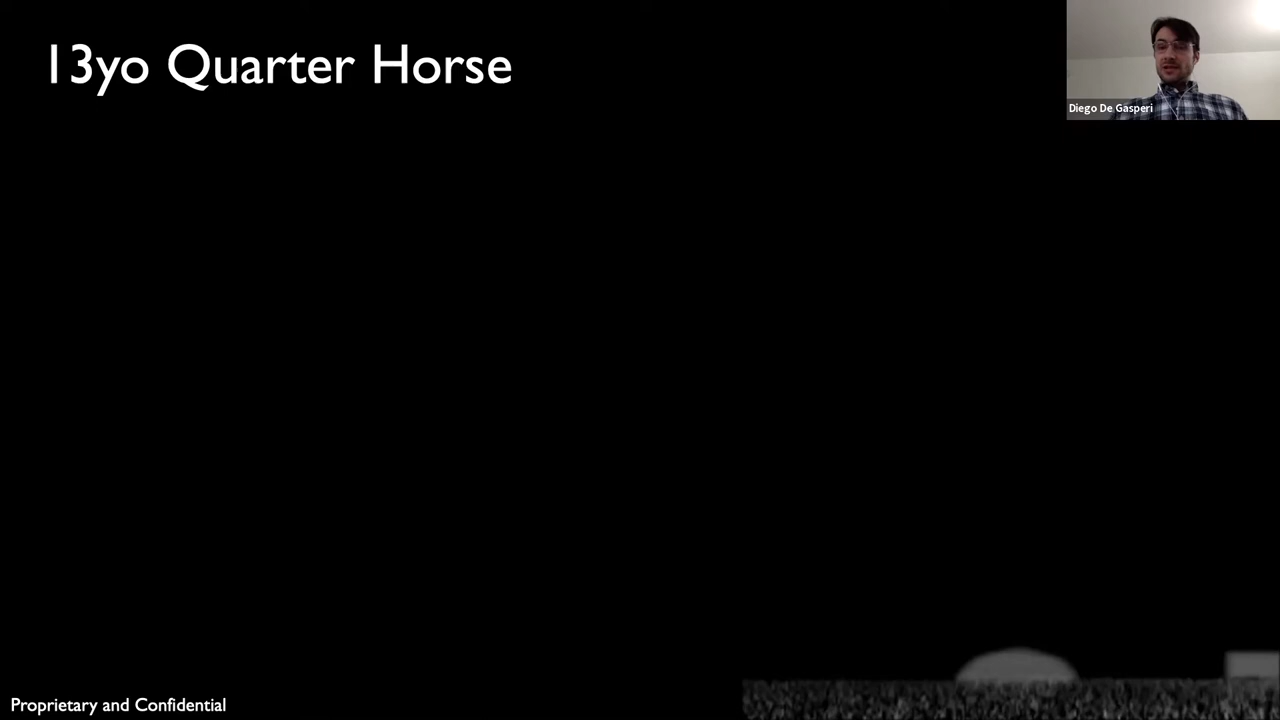 13yo Quarter Horse
Diego De Gasperi
Proprietary and Confidential